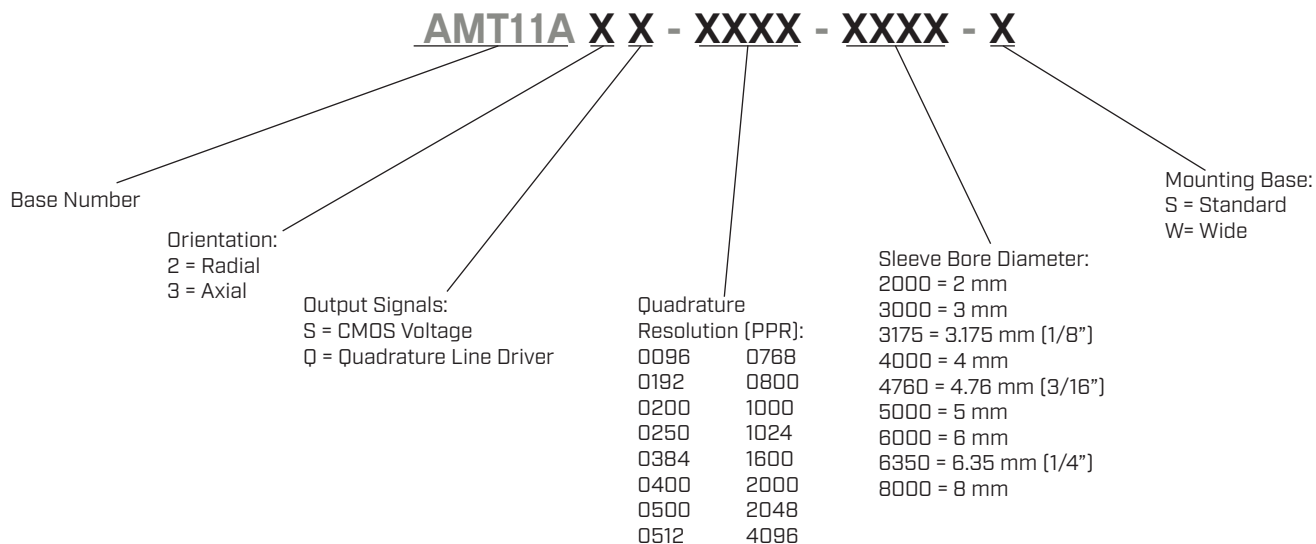 AMT11A X X - XXXX - XXXX - X
Base Number
Orientation:
2 = Radial
3 = Axial
Output Signals:
S = CMOS Voltage
Q = Quadrature Line Driver
Quadrature
Resolution (PPR):
0096 0768
0192 0800
0200 1000
0250 1024
0384 1600
0400 2000
0500 2048
0512 4096
Sleeve Bore Diameter:
2000 = 2 mm
3000 = 3 mm
3175 = 3.175 mm (1/8”)
4000 = 4 mm
4760 = 4.76 mm (3/16”)
5000 = 5 mm
6000 = 6 mm
6350 = 6.35 mm (1/4”)
8000 = 8 mm
Mounting Base:
S = Standard
W= Wide